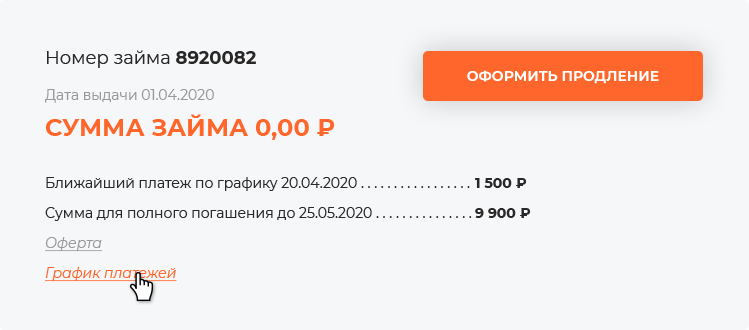 Номер займа 8920082
ОФОРМИТЬ ПРОДЛЕНИЕ
Дата выдачи 01.04.2020
СУММА ЗАЙМА 0,00 ₽
Ближайший платеж по графику 20.04.2020 . . . . . . . . . . . . . . . . . 1 500 ₽
Сумма для полного погашения до 25.05.2020 . . . . . . . . . . . . . . . 9 900 ₽
Оферта
График платежей